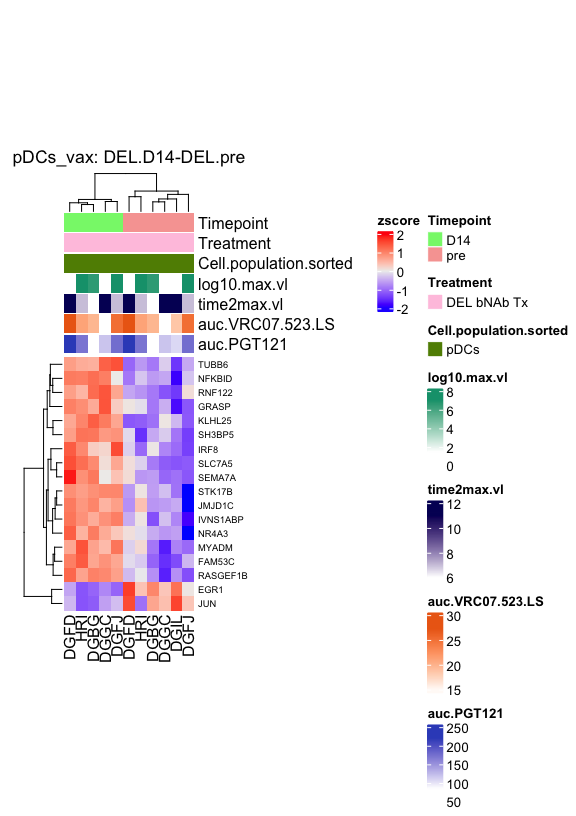 pDCs_vax: DEL.D14-DEL.pre
Timepoint
Treatment
Cell.population.sorted
log10.max.vl
time2max.vl
auc.VRC07.523.LS
auc.PGT121
TUBB6
NFKBID
RNF122
GRASP
KLHL25
SH3BP5
IRF8
SLC7A5
SEMA7A
STK17B
JMJD1C
IVNS1ABP
NR4A3
MYADM
FAM53C
RASGEF1B
EGR1
JUN
DGFD
HRI
DGBG
DGGC
DGFJ
DGFD
HRI
DGBG
DGGC
DGIL
DGFJ
zscore
2
1
0
-1
-2
Timepoint
D14
pre
Treatment
DEL bNAb Tx
Cell.population.sorted
pDCs
log10.max.vl
8
6
4
2
0
time2max.vl
12
10
8
6
auc.VRC07.523.LS
30
25
20
15
auc.PGT121
250
200
150
100
50